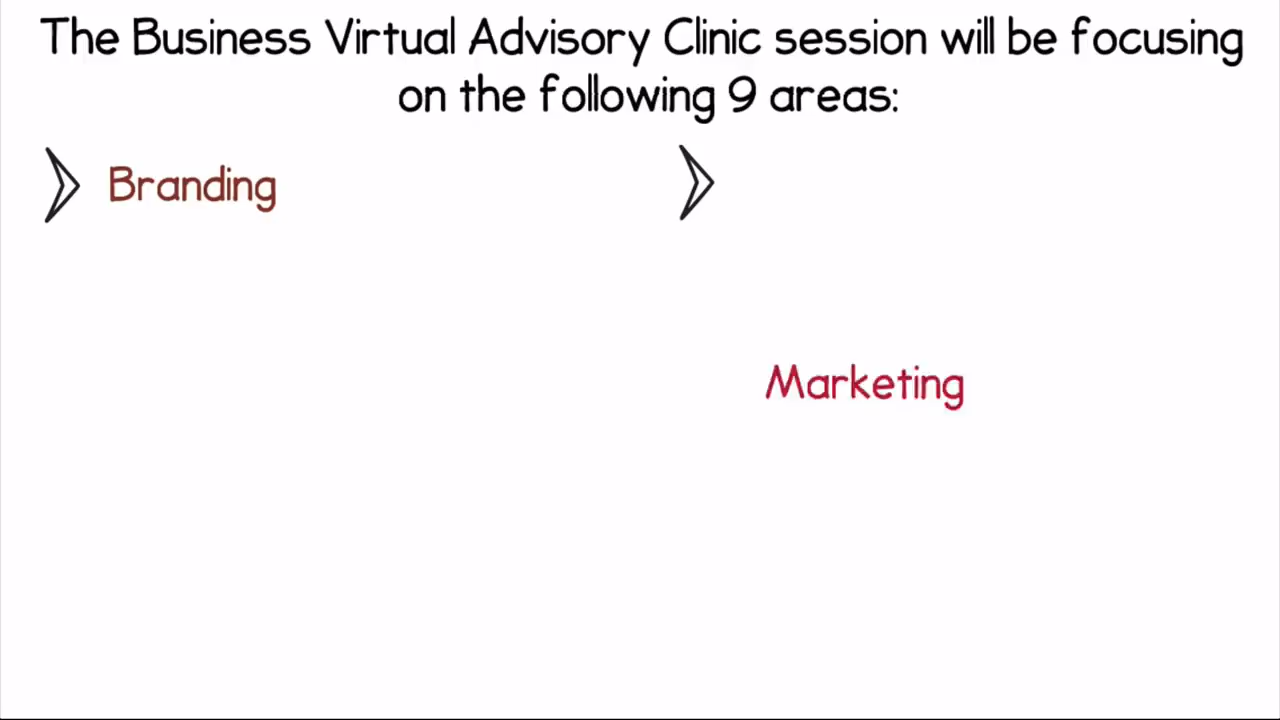 The Business Virtual Advisory Clinic session will be focusing
on the following 9 areas:
Branding
Marketing